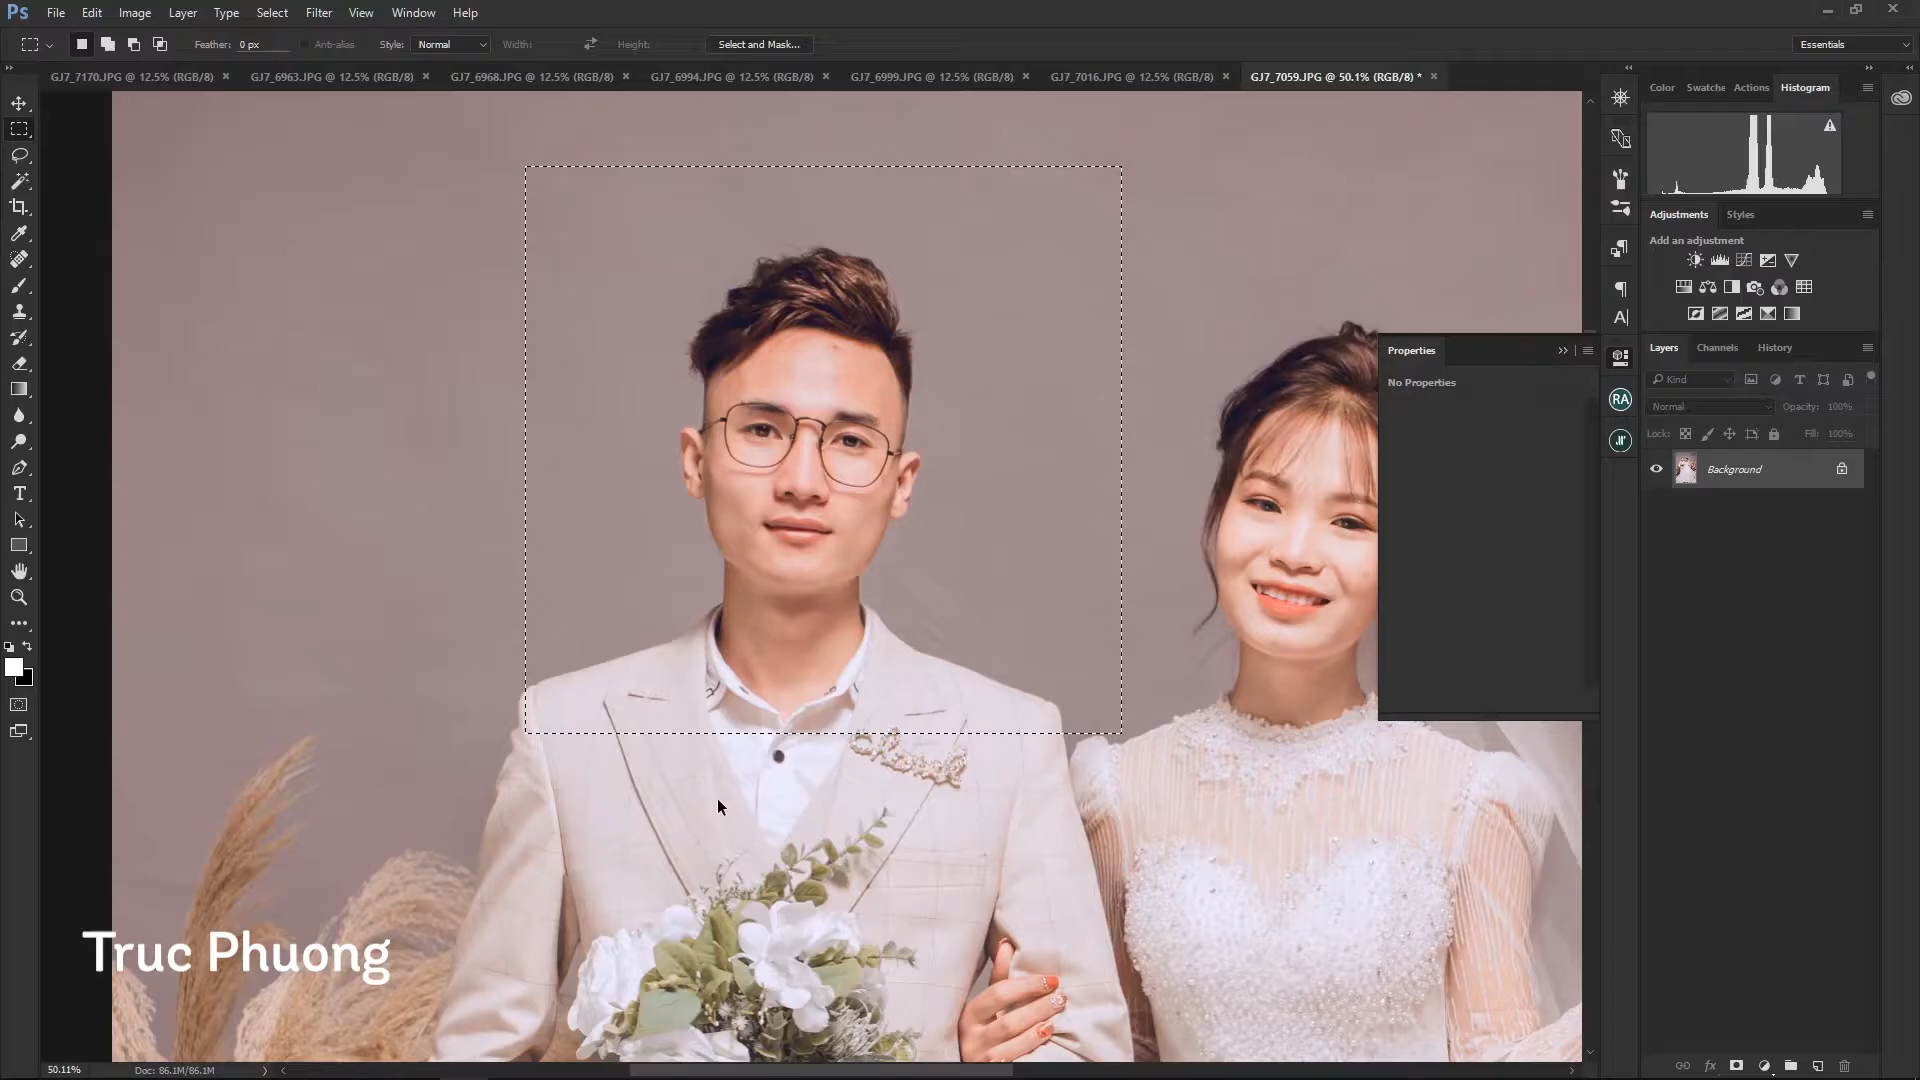 Ps File Edit Image Layer Type Select Filter View Window Help
Feather: 0 px Anti-alias Style: Normal Width: Height: Select and Mask... Essentials
GJ7_7170.JPG @ 12.5% (RGB/8) × GJ7_6963.JPG @ 12.5% (RGB/8) × GJ7_6968.JPG @ 12.5% (RGB/8) × GJ7_6994.JPG @ 12.5% (RGB/8) × GJ7_6999.JPG @ 12.5% (RGB/8) × GJ7_7016.JPG @ 12.5% (RGB/8) × GJ7_7059.JPG @ 50.1% (RGB/8) * ×
Color Swatche Actions Histogram
Adjustments Styles
Add an adjustment
Properties
No Properties
RA
Layers Channels History
Kind
Normal Opacity: 100%
Lock: Fill: 100%
Background
fx
Truc Phuong
50.11% Doc: 86.1M/86.1M